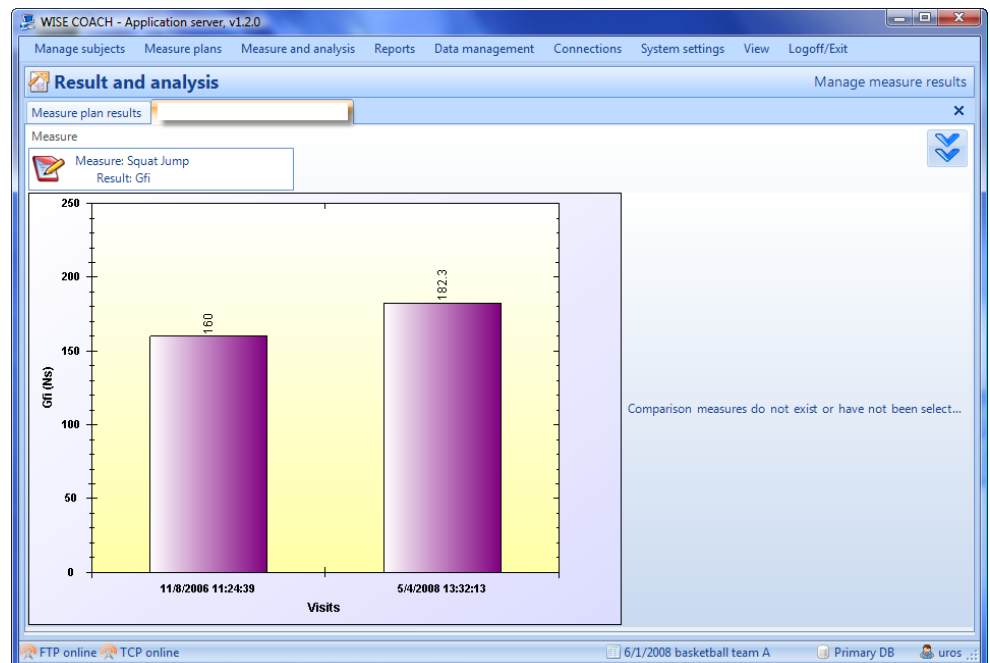 WISE COACH - Application server, v1.2.0
Manage subjects Measure plans Measure and analysis Reports Data management Connections System settings View Logoff/Exit
Result and analysis Manage measure results
Measure plan results
Measure
Measure: Squat Jump
Result: Gfi
250
200
150
100
50
0
Gfi (Ns)
160
182.3
11/8/2006 11:24:39 5/4/2008 13:32:13
Visits
Comparison measures do not exist or have not been select...
FTP online TCP online 6/1/2008 basketball team A Primary DB uros